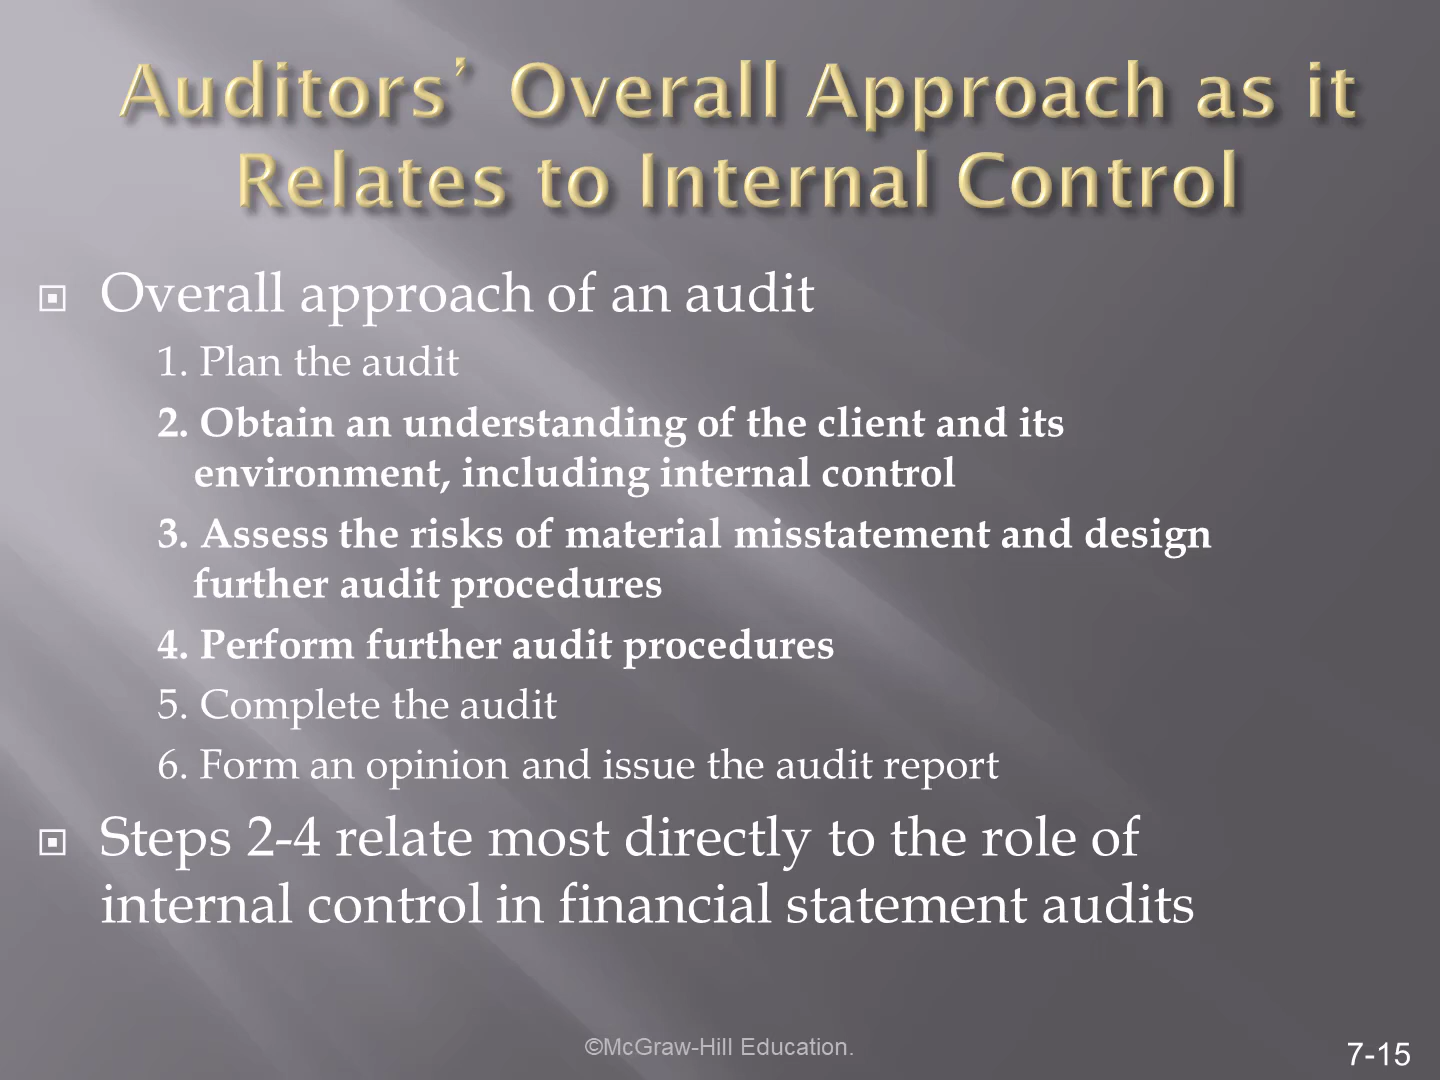 Auditors’ Overall Approach as it
Relates to Internal Control
Overall approach of an audit
1. Plan the audit
2. Obtain an understanding of the client and its
environment, including internal control
3. Assess the risks of material misstatement and design
further audit procedures
4. Perform further audit procedures
5. Complete the audit
6. Form an opinion and issue the audit report
Steps 2-4 relate most directly to the role of
internal control in financial statement audits
©McGraw-Hill Education.
7-15